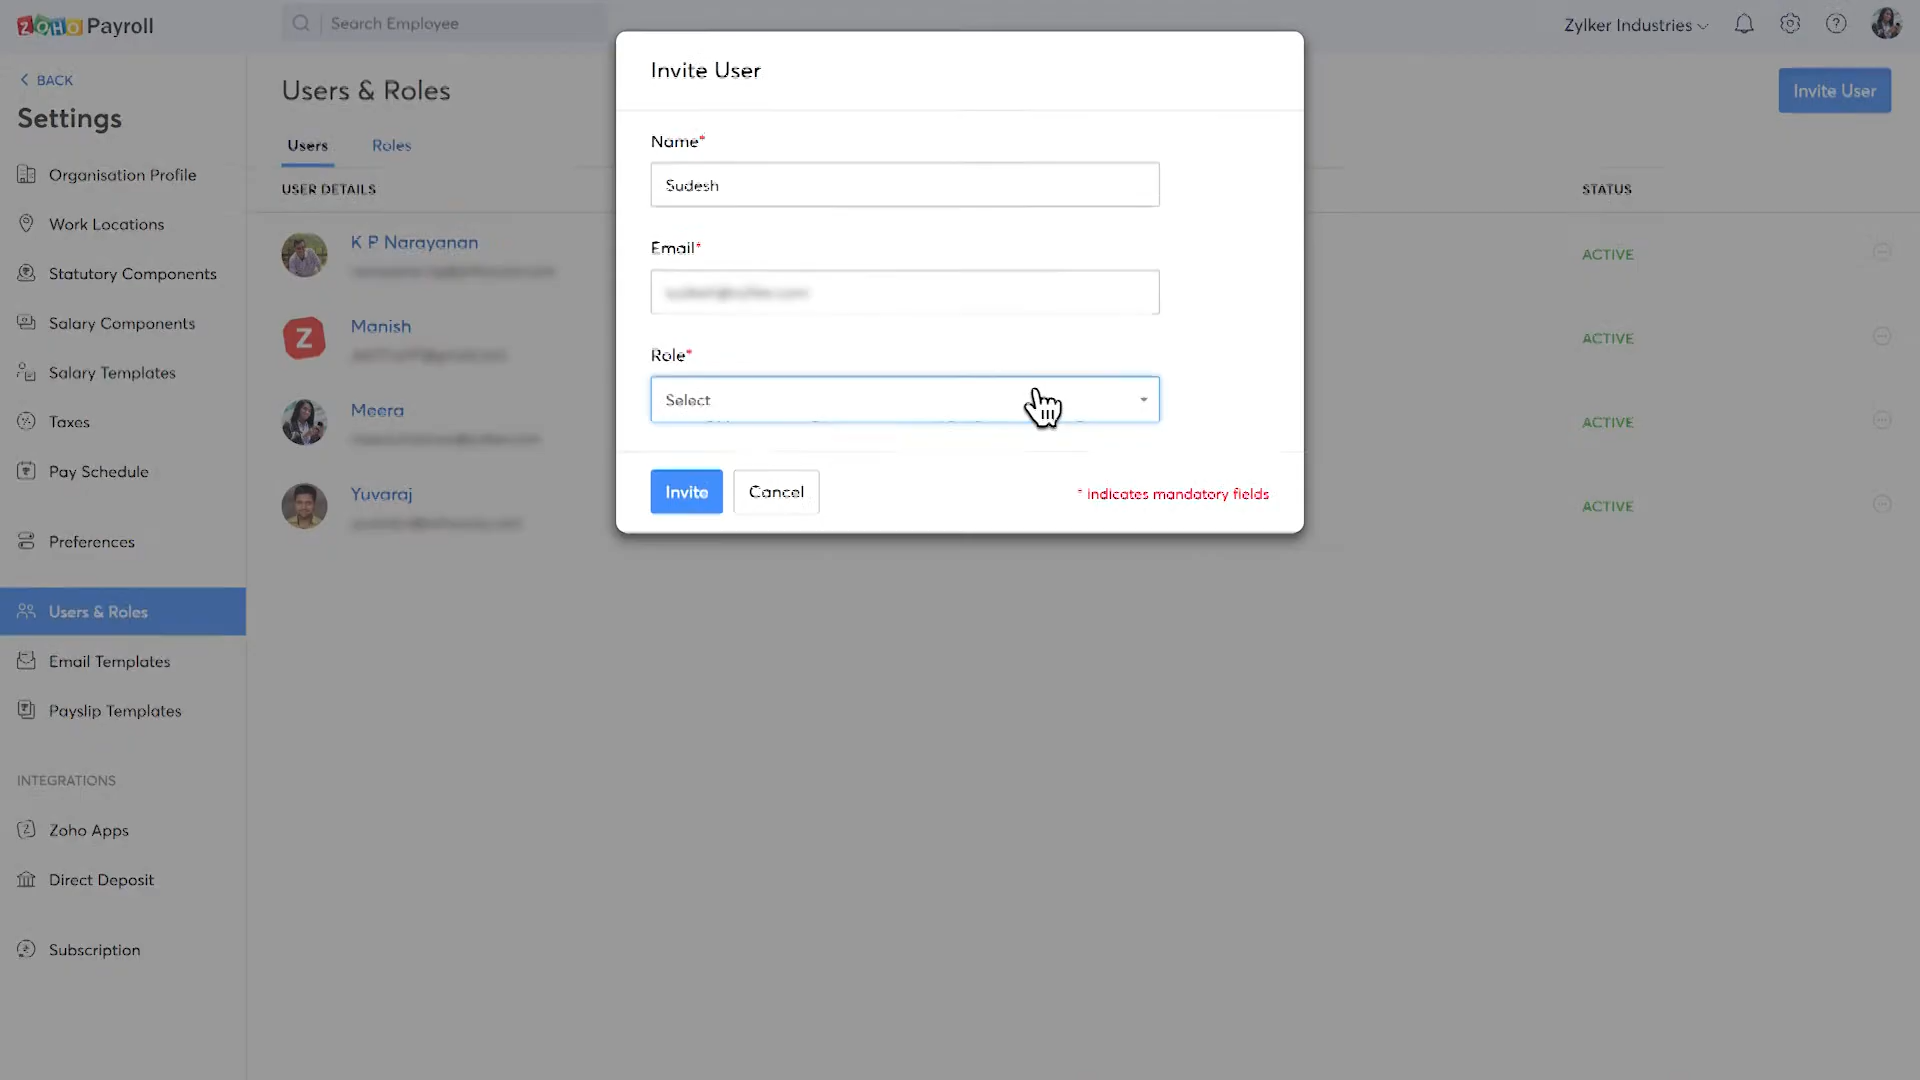 ZOHO Payroll
Search Employee
Zylker Industries
BACK
Settings
Organisation Profile
Work Locations
Statutory Components
Salary Components
Salary Templates
Taxes
Pay Schedule
Preferences
Users & Roles
Email Templates
Payslip Templates
INTEGRATIONS
Zoho Apps
Direct Deposit
Subscription
Users & Roles
Invite User
Users Roles
USER DETAILS
STATUS
K P Narayanan
ACTIVE
Manish
ACTIVE
Meera
ACTIVE
Yuvaraj
ACTIVE
Z
Invite User
Name*
Sudesh
Email*
Role*
Select
Invite
Cancel
* indicates mandatory fields